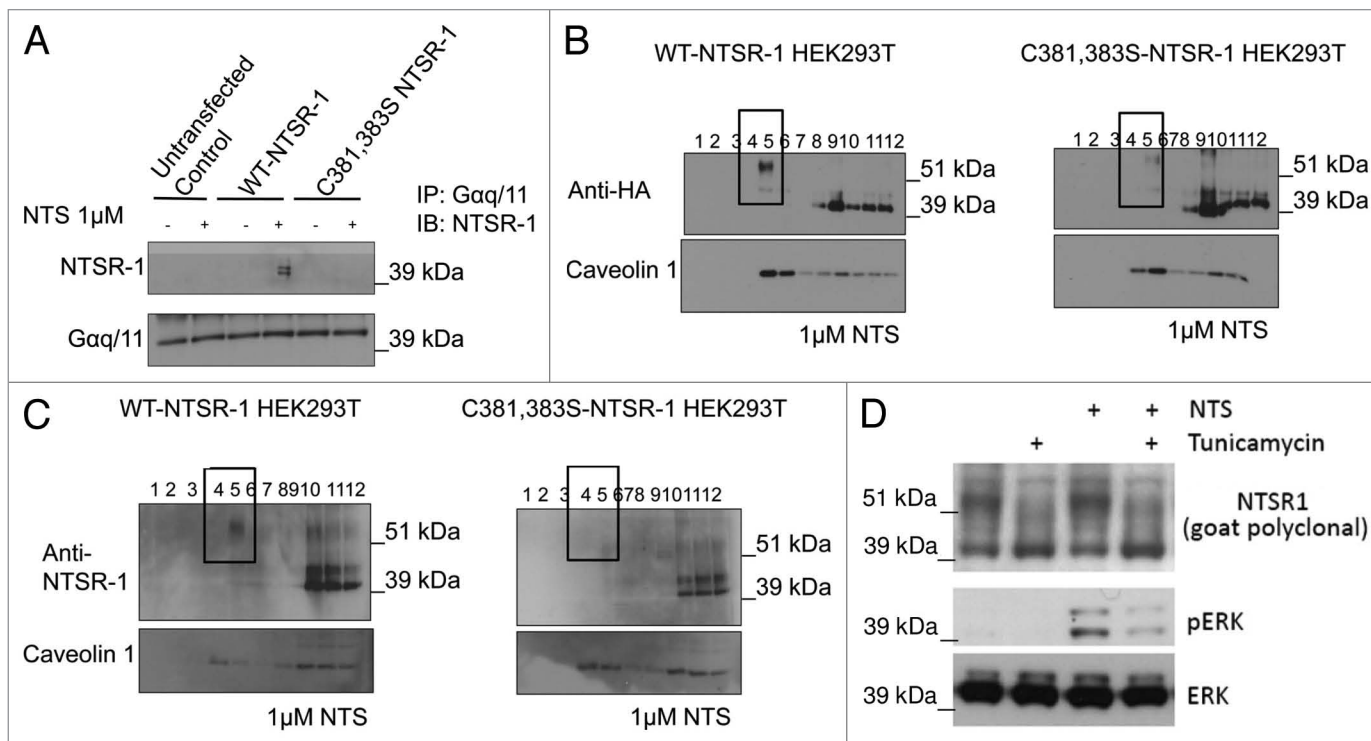 A
Untransfected
Control
WT-NTSR-1
C381,383S NTSR-1
IP: Gαq/11
IB: NTSR-1
NTS 1µM
- + - + - +
NTSR-1
39 kDa
Gαq/11
39 kDa
B
WT-NTSR-1 HEK293T
C381,383S-NTSR-1 HEK293T
1 2 3 4 5 6 7 8 9 10 11 12
1 2 3 4 5 6 7 8 9 10 11 12
Anti-HA
51 kDa
39 kDa
51 kDa
39 kDa
Caveolin 1
1µM NTS
1µM NTS
C
WT-NTSR-1 HEK293T
C381,383S-NTSR-1 HEK293T
1 2 3 4 5 6 7 8 9 10 11 12
1 2 3 4 5 6 7 8 9 10 11 12
Anti-
NTSR-1
51 kDa
39 kDa
51 kDa
39 kDa
Caveolin 1
1µM NTS
1µM NTS
D
+ + NTS
+ + Tunicamycin
51 kDa
39 kDa
NTSR1
(goat polyclonal)
39 kDa
pERK
39 kDa
ERK